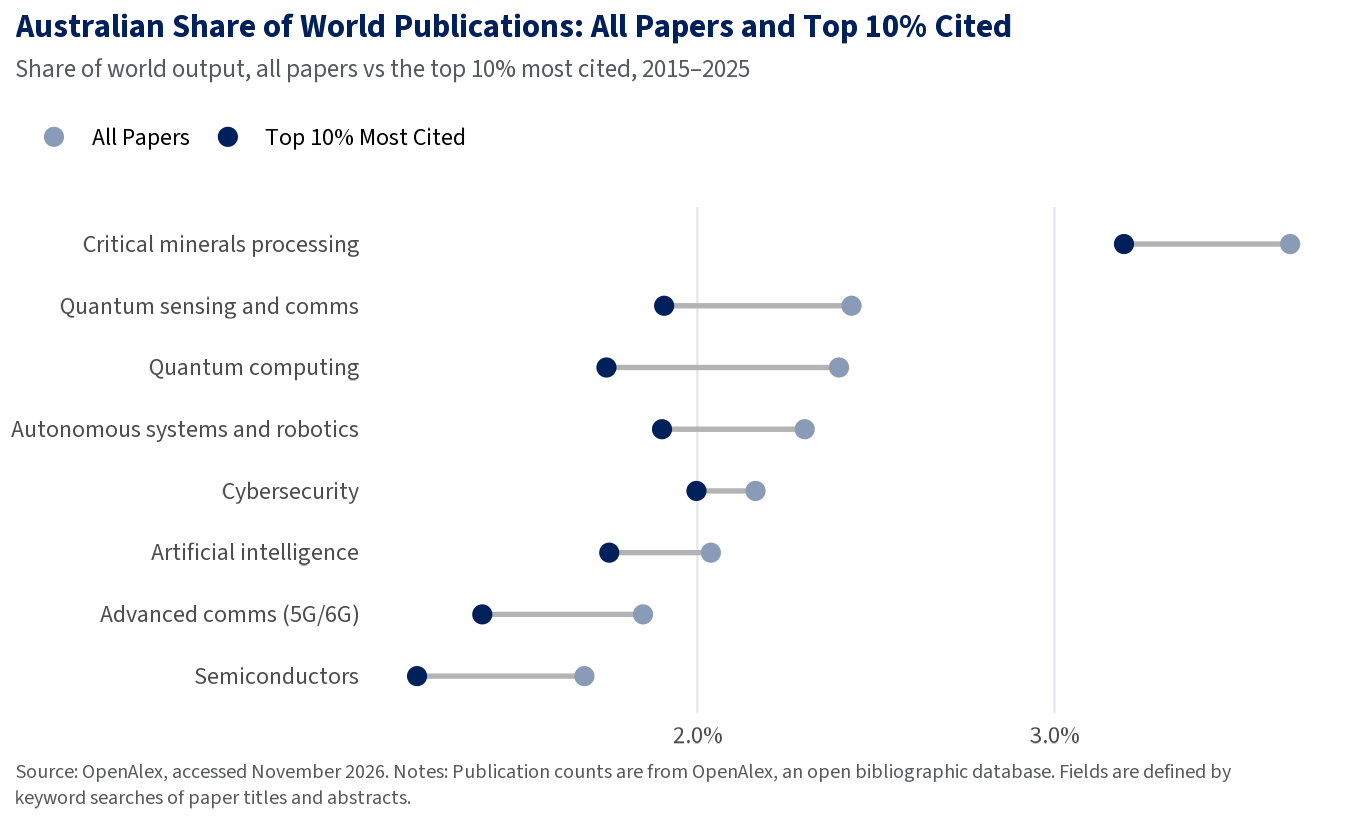 Australian Share of World Publications: All Papers and Top 10% Cited
Share of world output, all papers vs the top 10% most cited, 2015–2025
All Papers
Top 10% Most Cited
Critical minerals processing
Quantum sensing and comms
Quantum computing
Autonomous systems and robotics
Cybersecurity
Artificial intelligence
Advanced comms (5G/6G)
Semiconductors
2.0%
3.0%
Source: OpenAlex, accessed November 2026. Notes: Publication counts are from OpenAlex, an open bibliographic database. Fields are defined by
keyword searches of paper titles and abstracts.